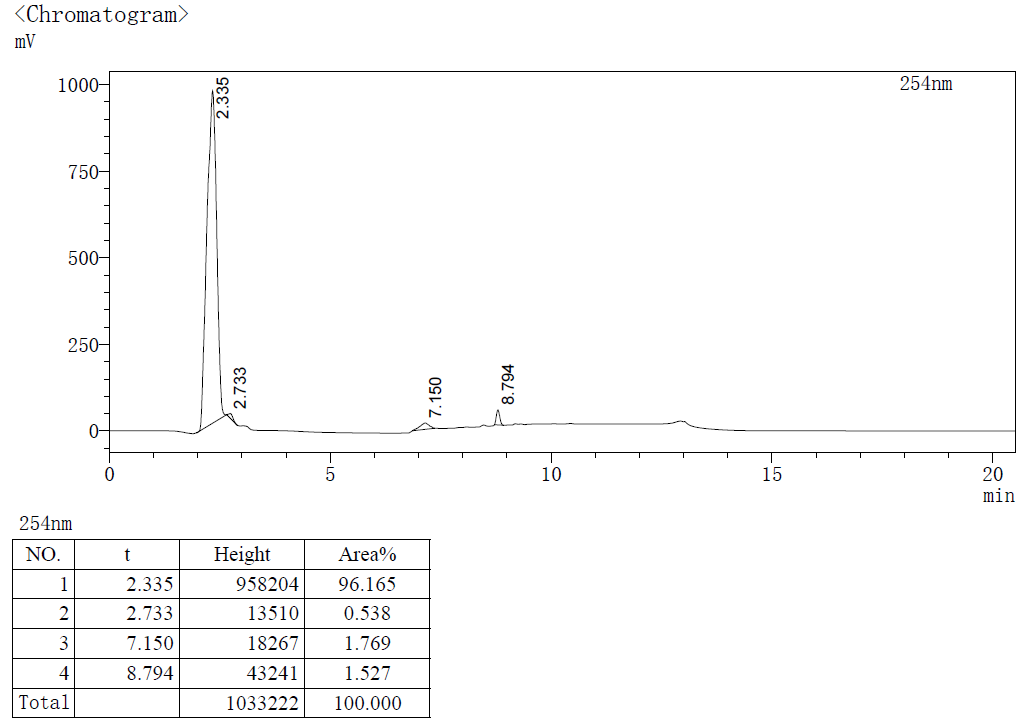 <Chromatogram>
mV
254nm
1000
750
500
250
0
2.335
2.733
7.150
8.794
0 5 10 15 20
min
254nm
NO. t Height Area%
1 2.335 958204 96.165
2 2.733 13510 0.538
3 7.150 18267 1.769
4 8.794 43241 1.527
Total 1033222 100.000